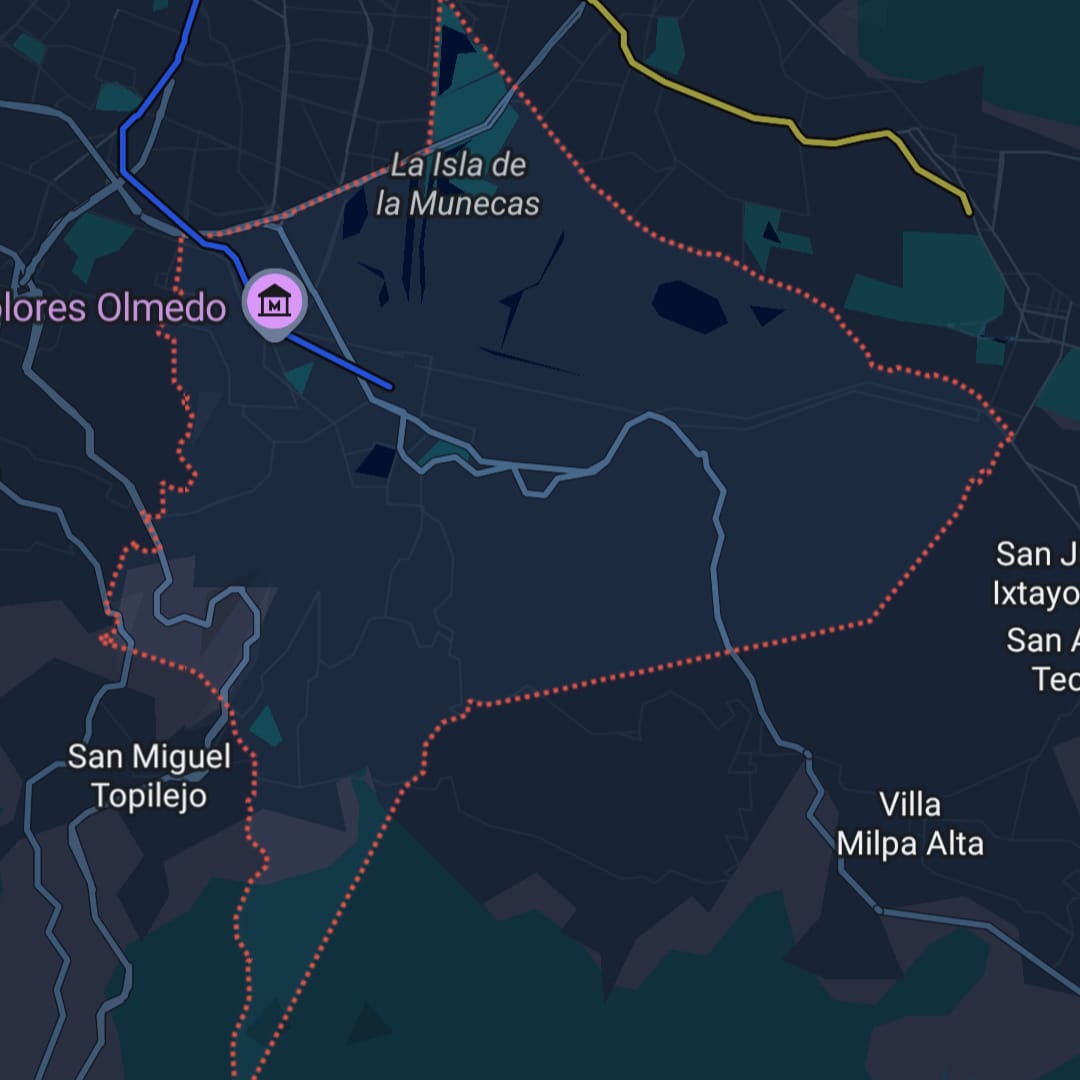 La Isla de
la Munecas
olores Olmedo
San J
Ixtayo
San A
Tec
San Miguel
Topilejo
Villa
Milpa Alta